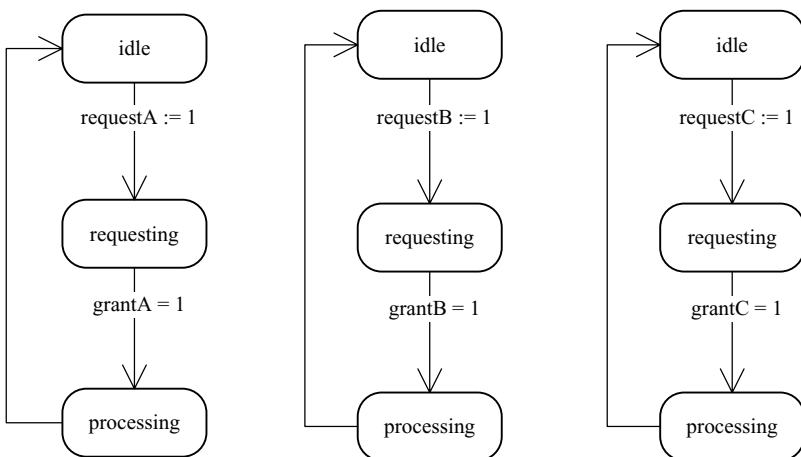 idle
requestA := 1
requesting
grantA = 1
processing
idle
requestB := 1
requesting
grantB = 1
processing
idle
requestC := 1
requesting
grantC = 1
processing